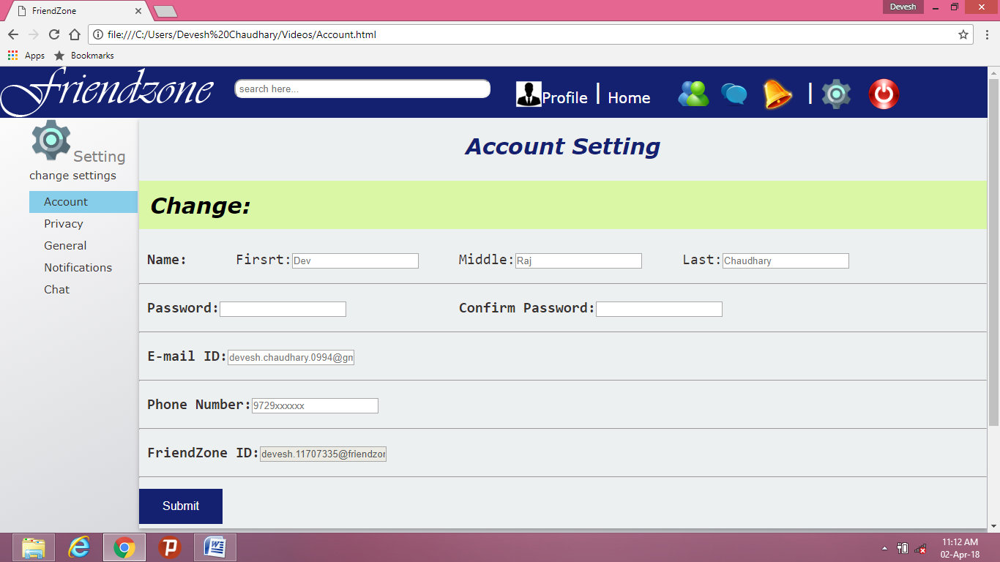 FriendZone
Devesh
file:///C:/Users/Devesh%20Chaudhary/Videos/Account.html
Apps Bookmarks
Friendzone
search here...
Profile | Home |
Setting
change settings
Account
Privacy
General
Notifications
Chat
Account Setting
Change:
Name: Firsrt: Dev Middle: Raj Last: Chaudhary
Password: Confirm Password:
E-mail ID: devesh.chaudhary.0994@gm
Phone Number: 9729xxxxxx
FriendZone ID: devesh.11707335@friendzon
Submit
11:12 AM
02-Apr-18